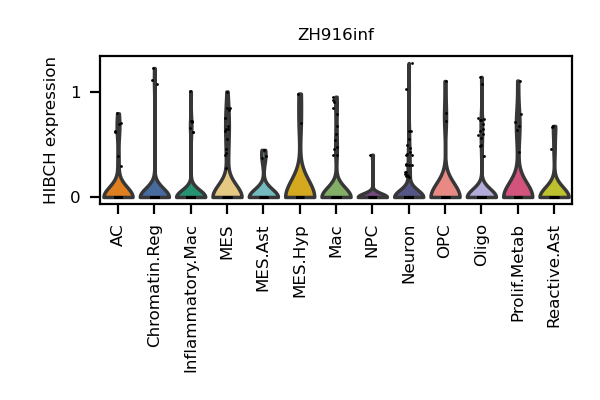 ZH916inf
HIBCH expression
1
0
AC
Chromatin.Reg
Inflammatory.Mac
MES
MES.Ast
MES.Hyp
Mac
NPC
Neuron
OPC
Oligo
Prolif.Metab
Reactive.Ast